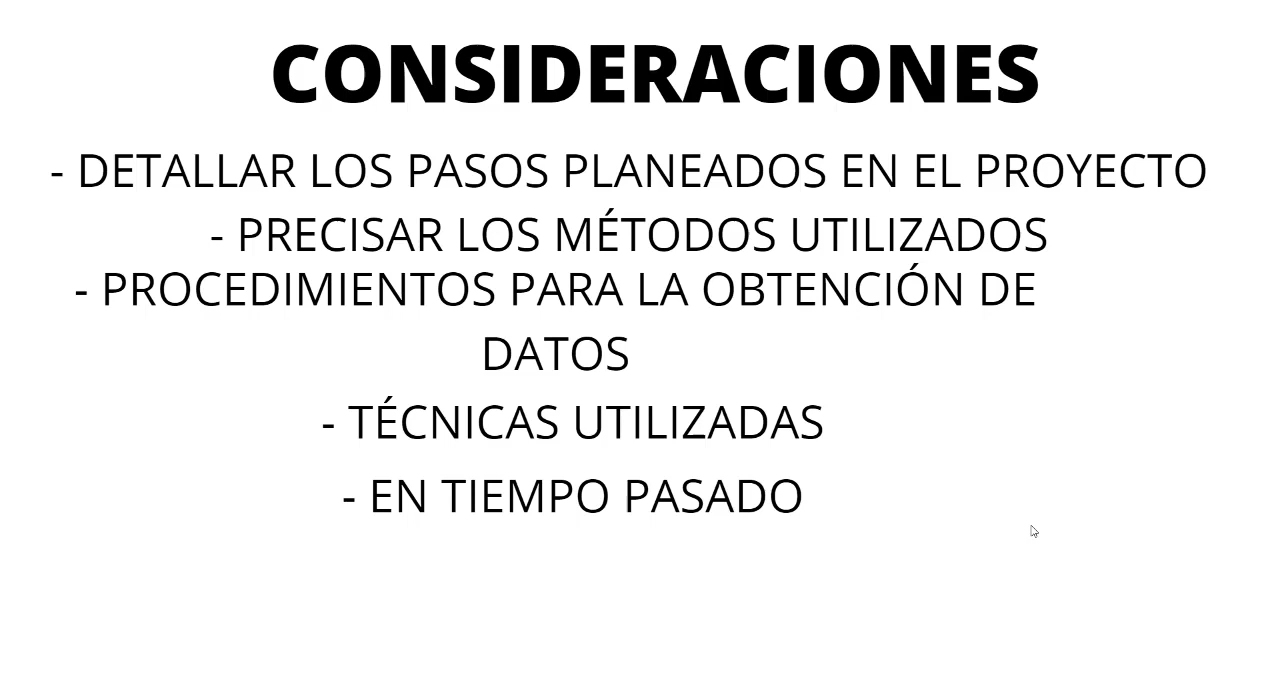 CONSIDERACIONES
- DETALLAR LOS PASOS PLANEADOS EN EL PROYECTO
- PRECISAR LOS MÉTODOS UTILIZADOS
- PROCEDIMIENTOS PARA LA OBTENCIÓN DE
DATOS
- TÉCNICAS UTILIZADAS
- EN TIEMPO PASADO